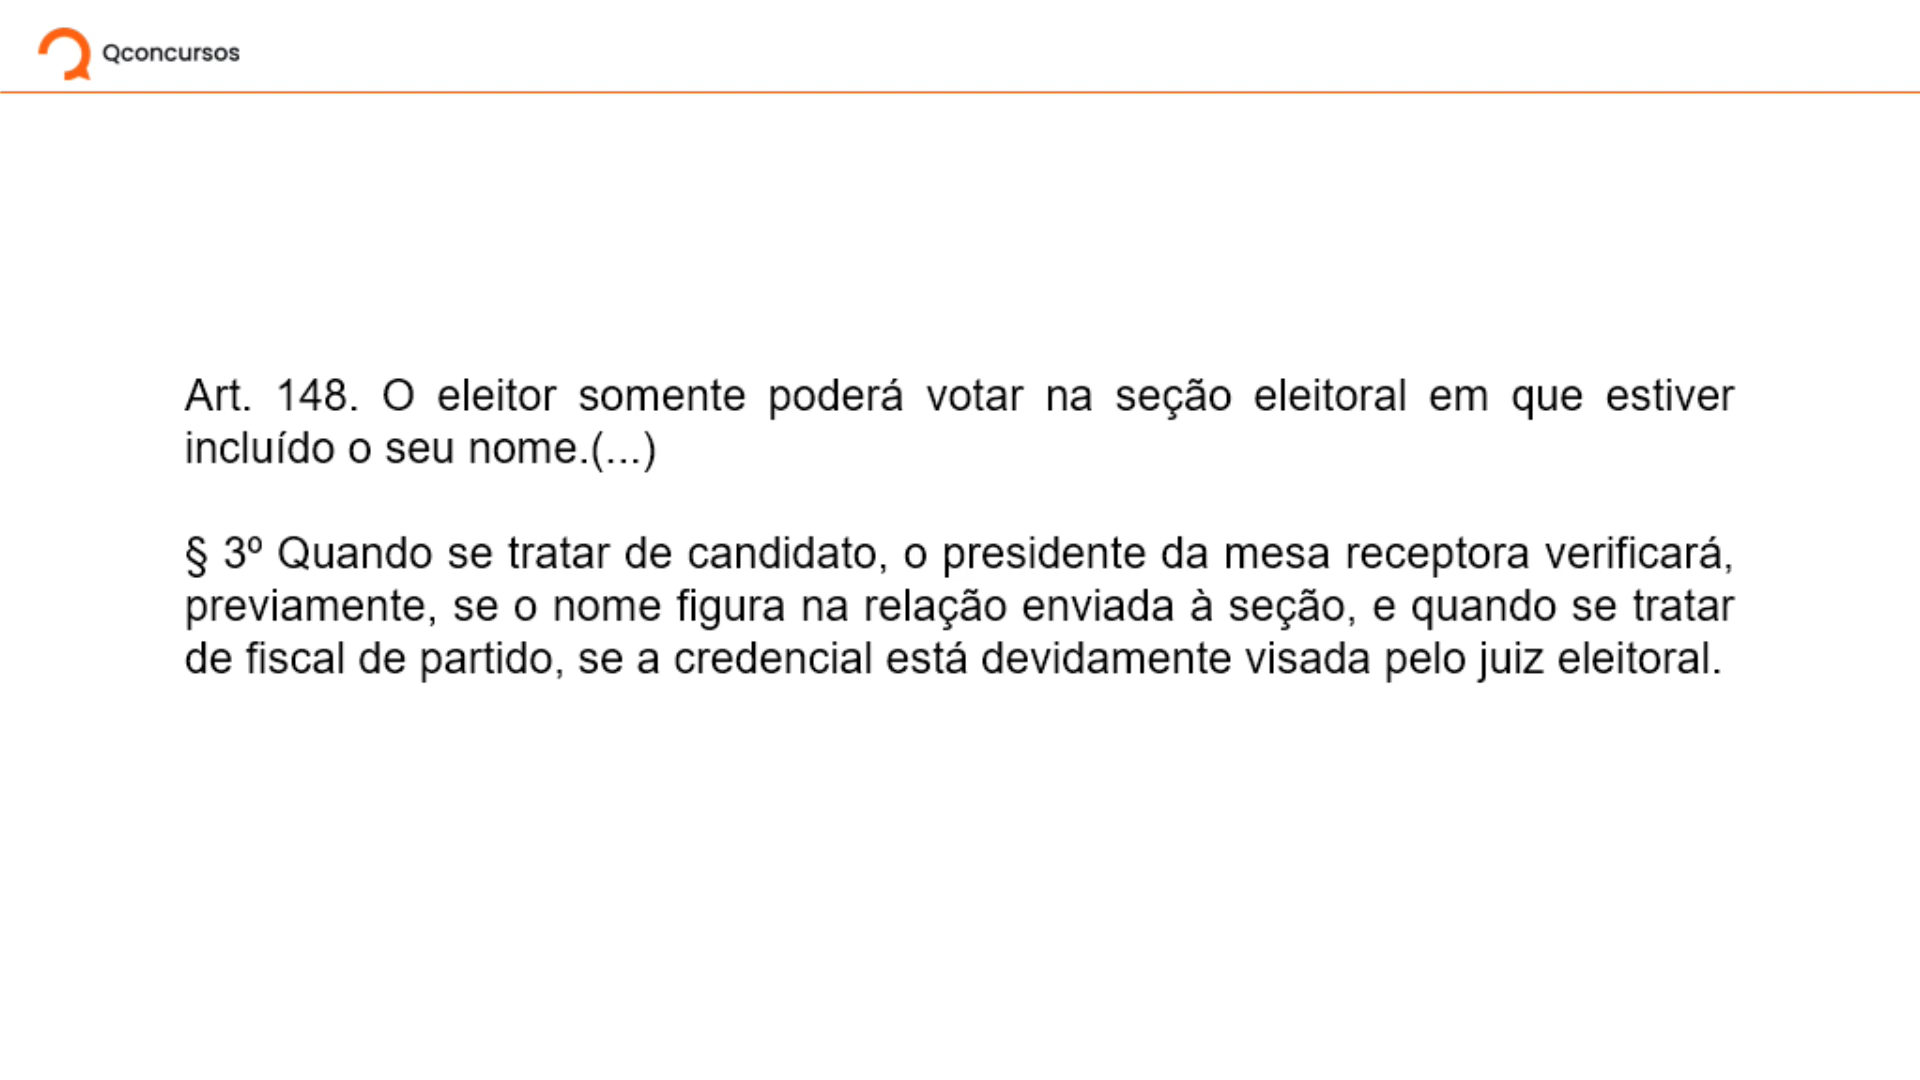 Qconcursos
Art. 148. O eleitor somente poderá votar na seção eleitoral em que estiver
incluído o seu nome.(...)
§ 3º Quando se tratar de candidato, o presidente da mesa receptora verificará,
previamente, se o nome figura na relação enviada à seção, e quando se tratar
de fiscal de partido, se a credencial está devidamente visada pelo juiz eleitoral.